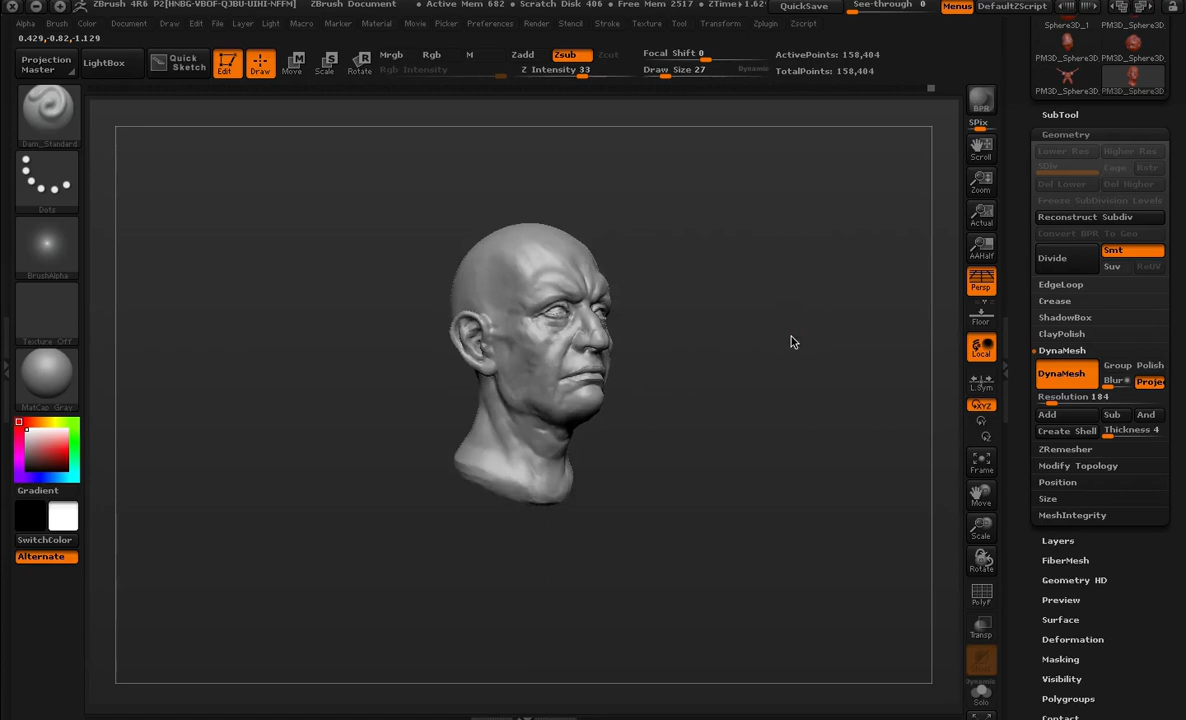 ZBrush 4R6 P2[HNBG-VBOF-QJBU-UIHI-NFFM] ZBrush Document • Active Mem 682 • Scratch Disk 406 • Free Mem 2517 • ZTime▸1.62 QuickSave See-through 0 Menus DefaultZScript
Alpha Brush Color Document Draw Edit File Layer Light Macro Marker Material Movie Picker Preferences Render Stencil Stroke Texture Tool Transform Zplugin Zscript
0.429,-0.82,-1.129
Projection Master
LightBox
Quick Sketch
Edit
Draw
Move
Scale
Rotate
Mrgb Rgb M
Rgb Intensity
Zadd Zsub Zcut
Z Intensity 33
Focal Shift 0
Draw Size 27 Dynamic
ActivePoints: 158,404
TotalPoints: 158,404
Dam_Standard
Dots
BrushAlpha
Texture Off
MatCap Gray
Gradient
SwitchColor
Alternate
BPR
SPix
Scroll
Zoom
Actual
AAHalf
Persp
Floor
Local
L.Sym
XYZ
Frame
Move
Scale
Rotate
PolyF
Transp
Dynamic
Solo
Sphere3D_1 PM3D_Sphere3D_
PM3D_Sphere3D_ PM3D_Sphere3D_
PM3D_Sphere3D_ PM3D_Sphere3D_
SubTool
Geometry
Lower Res Higher Res
SDiv Cage Rstr
Del Lower Del Higher
Freeze SubDivision Levels
Reconstruct Subdiv
Convert BPR To Geo
Divide Smt
Suv ReUV
EdgeLoop
Crease
ShadowBox
ClayPolish
DynaMesh
DynaMesh Group Polish
Blur Proje
Resolution 184
Add Sub And
Create Shell Thickness 4
ZRemesher
Modify Topology
Position
Size
MeshIntegrity
Layers
FiberMesh
Geometry HD
Preview
Surface
Deformation
Masking
Visibility
Polygroups
Contact